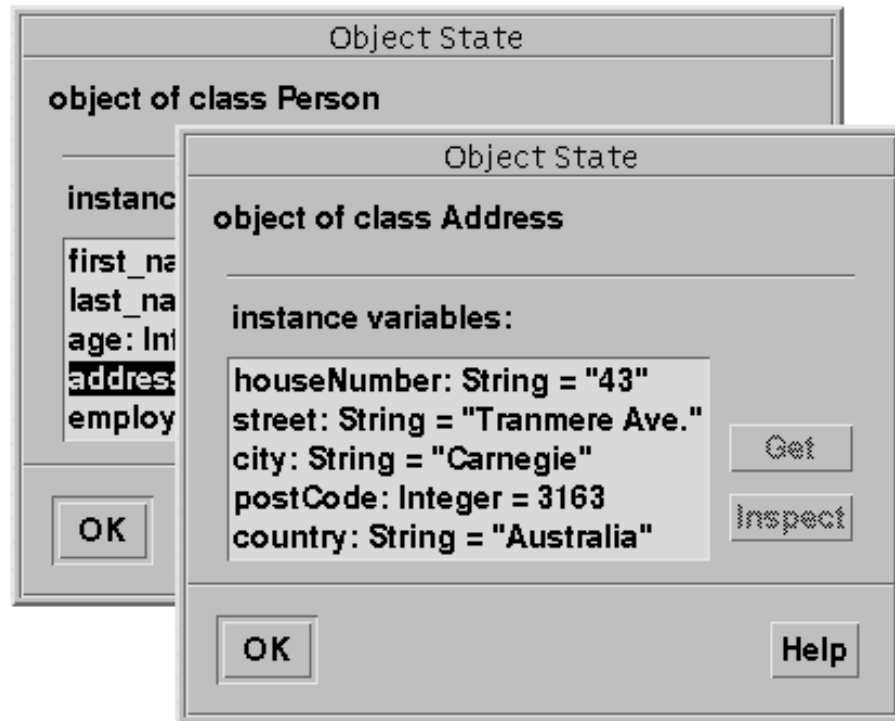 Object State
object of class Person
instanc
first_na
last_na
age: Int
address
employ
OK
Object State
object of class Address
instance variables:
houseNumber: String = "43"
street: String = "Tranmere Ave."
city: String = "Carnegie"
postCode: Integer = 3163
country: String = "Australia"
Get
Inspect
OK
Help